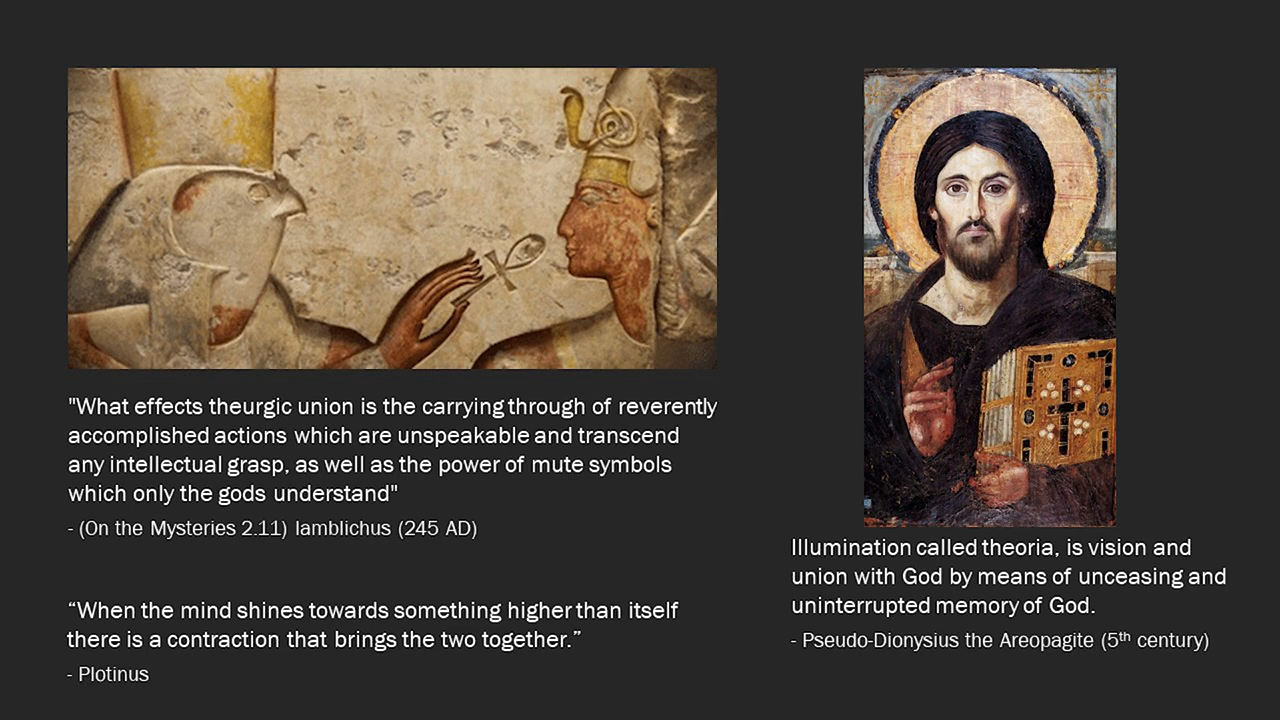 "What effects theurgic union is the carrying through of reverently
accomplished actions which are unspeakable and transcend
any intellectual grasp, as well as the power of mute symbols
which only the gods understand"
- (On the Mysteries 2.11) Iamblichus (245 AD)
“When the mind shines towards something higher than itself
there is a contraction that brings the two together.”
- Plotinus
Illumination called theoria, is vision and
union with God by means of unceasing and
uninterrupted memory of God.
- Pseudo-Dionysius the Areopagite (5th century)